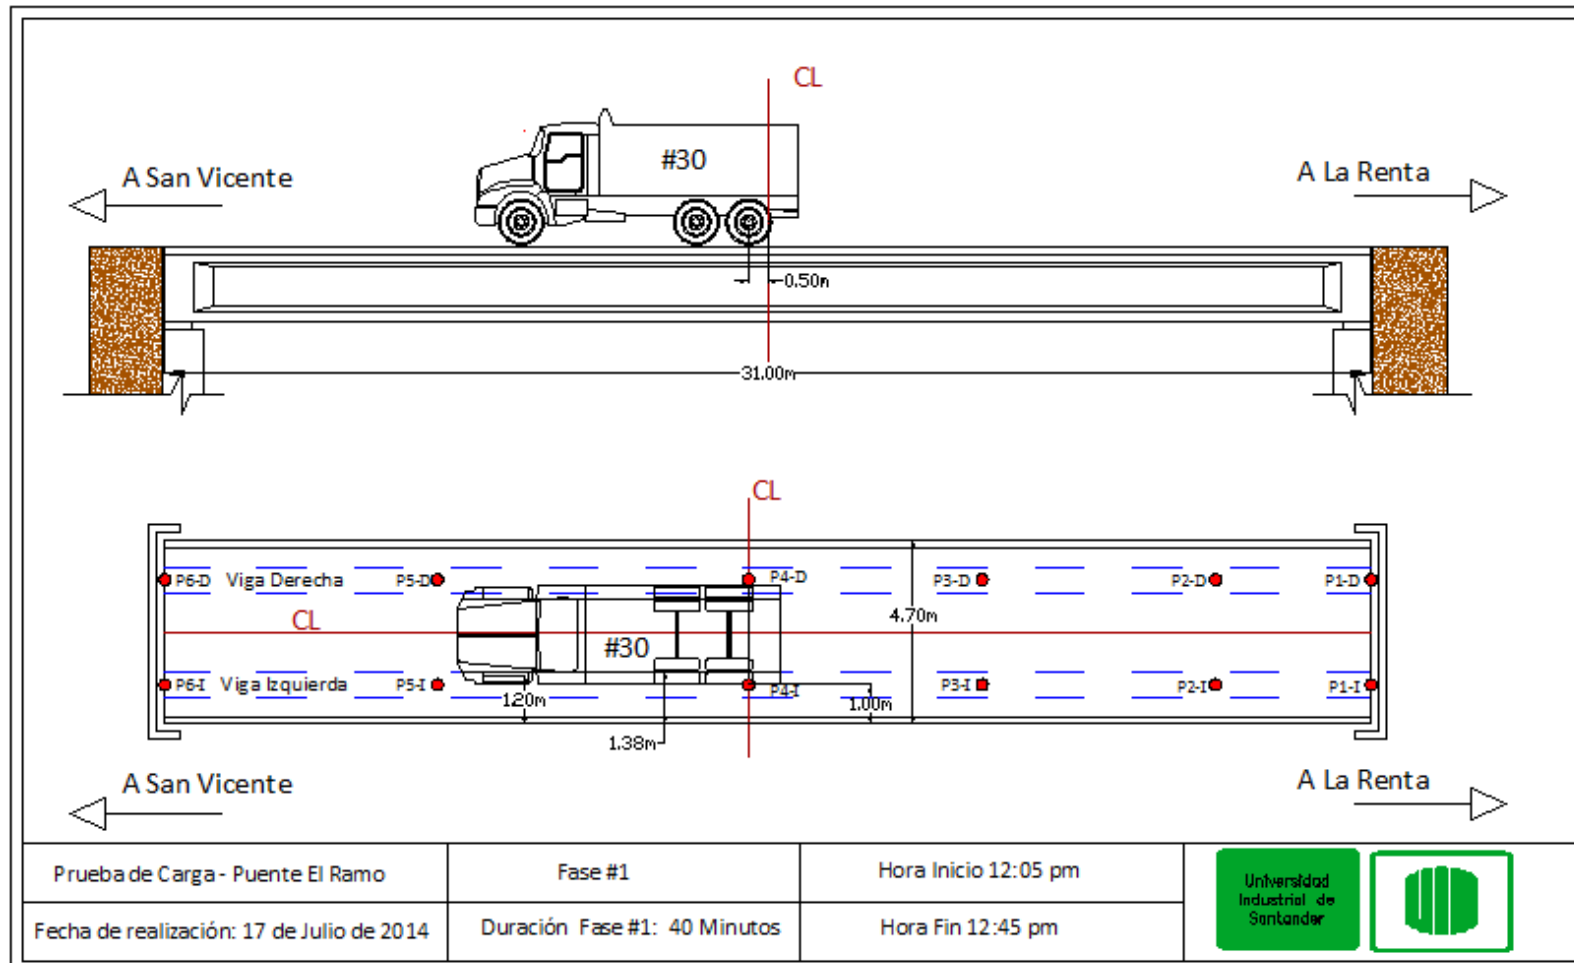 CL
#30
A San Vicente
A La Renta
0.50m
31.00m
CL
P6-D Viga Derecha P5-D P4-D P3-D P2-D P1-D
4.70m
CL
#30
P6-I Viga Izquierda P5-I P4-I P3-I P2-I P1-I
1.20m
1.00m
1.38m
A San Vicente
A La Renta
Prueba de Carga - Puente El Ramo
Fase #1
Hora Inicio 12:05 pm
Fecha de realización: 17 de Julio de 2014
Duración Fase #1: 40 Minutos
Hora Fin 12:45 pm
Universidad
Industrial de
Santander